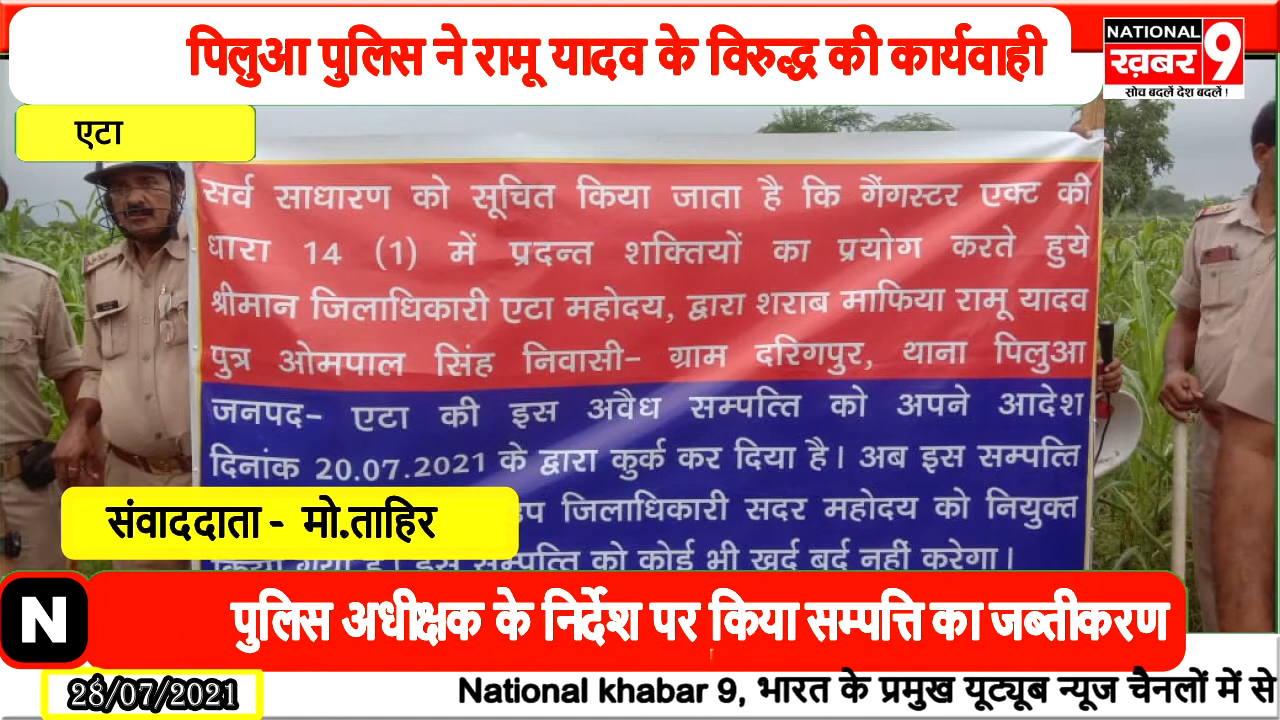 पिलुआ पुलिस ने रामू यादव के विरुद्ध की कार्यवाही
NATIONAL
ख़बर 9
सोच बदलें देश बदलें !
एटा
सर्व साधारण को सूचित किया जाता है कि गैंगस्टर एक्ट की
धारा 14 (1) में प्रदन्त शक्तियों का प्रयोग करते हुये
श्रीमान जिलाधिकारी एटा महोदय, द्वारा शराब माफिया रामू यादव
पुत्र ओमपाल सिंह निवासी- ग्राम दरिगपुर, थाना पिलुआ
जनपद- एटा की इस अवैध सम्पत्ति को अपने आदेश
दिनांक 20.07.2021 के द्वारा कुर्क कर दिया है। अब इस सम्पत्ति
जिलाधिकारी सदर महोदय को नियुक्त
किया गया है। इस सम्पत्ति को कोई भी खुर्द बुर्द नहीं करेगा।
संवाददाता - मो.ताहिर
N
पुलिस अधीक्षक के निर्देश पर किया सम्पत्ति का जब्तीकरण
28/07/2021
National khabar 9, भारत के प्रमुख यूट्यूब न्यूज चैनलों में से